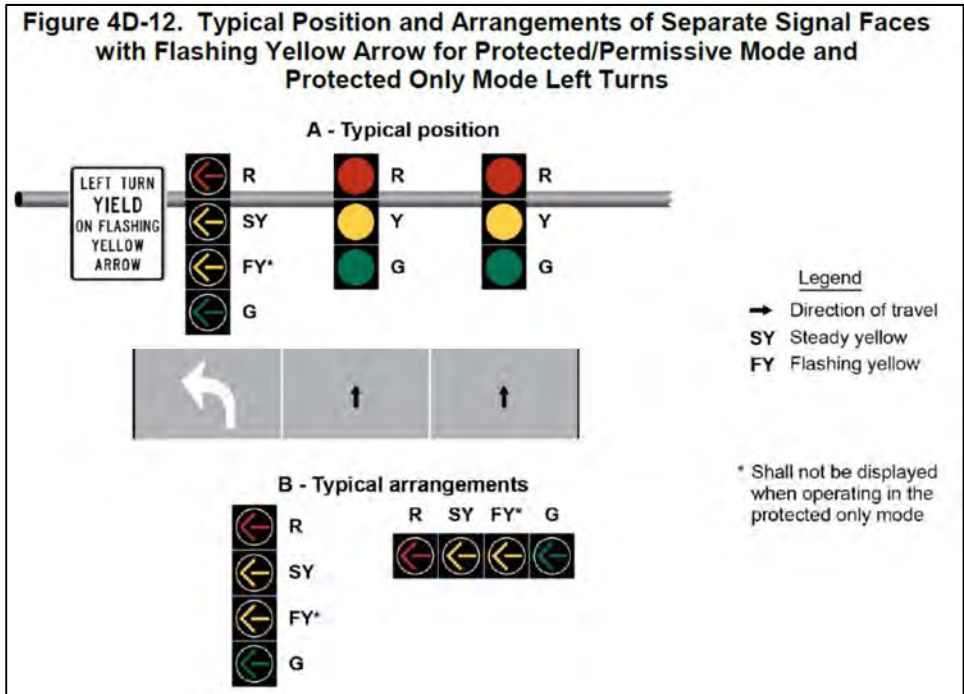 Figure 4D-12. Typical Position and Arrangements of Separate Signal Faces
with Flashing Yellow Arrow for Protected/Permissive Mode and
Protected Only Mode Left Turns
A - Typical position
LEFT TURN
YIELD
ON FLASHING
YELLOW
ARROW
R
SY
FY*
G
R
Y
G
R
Y
G
Legend
Direction of travel
SY Steady yellow
FY Flashing yellow
* Shall not be displayed
when operating in the
protected only mode
B - Typical arrangements
R
SY
FY*
G
R SY FY* G